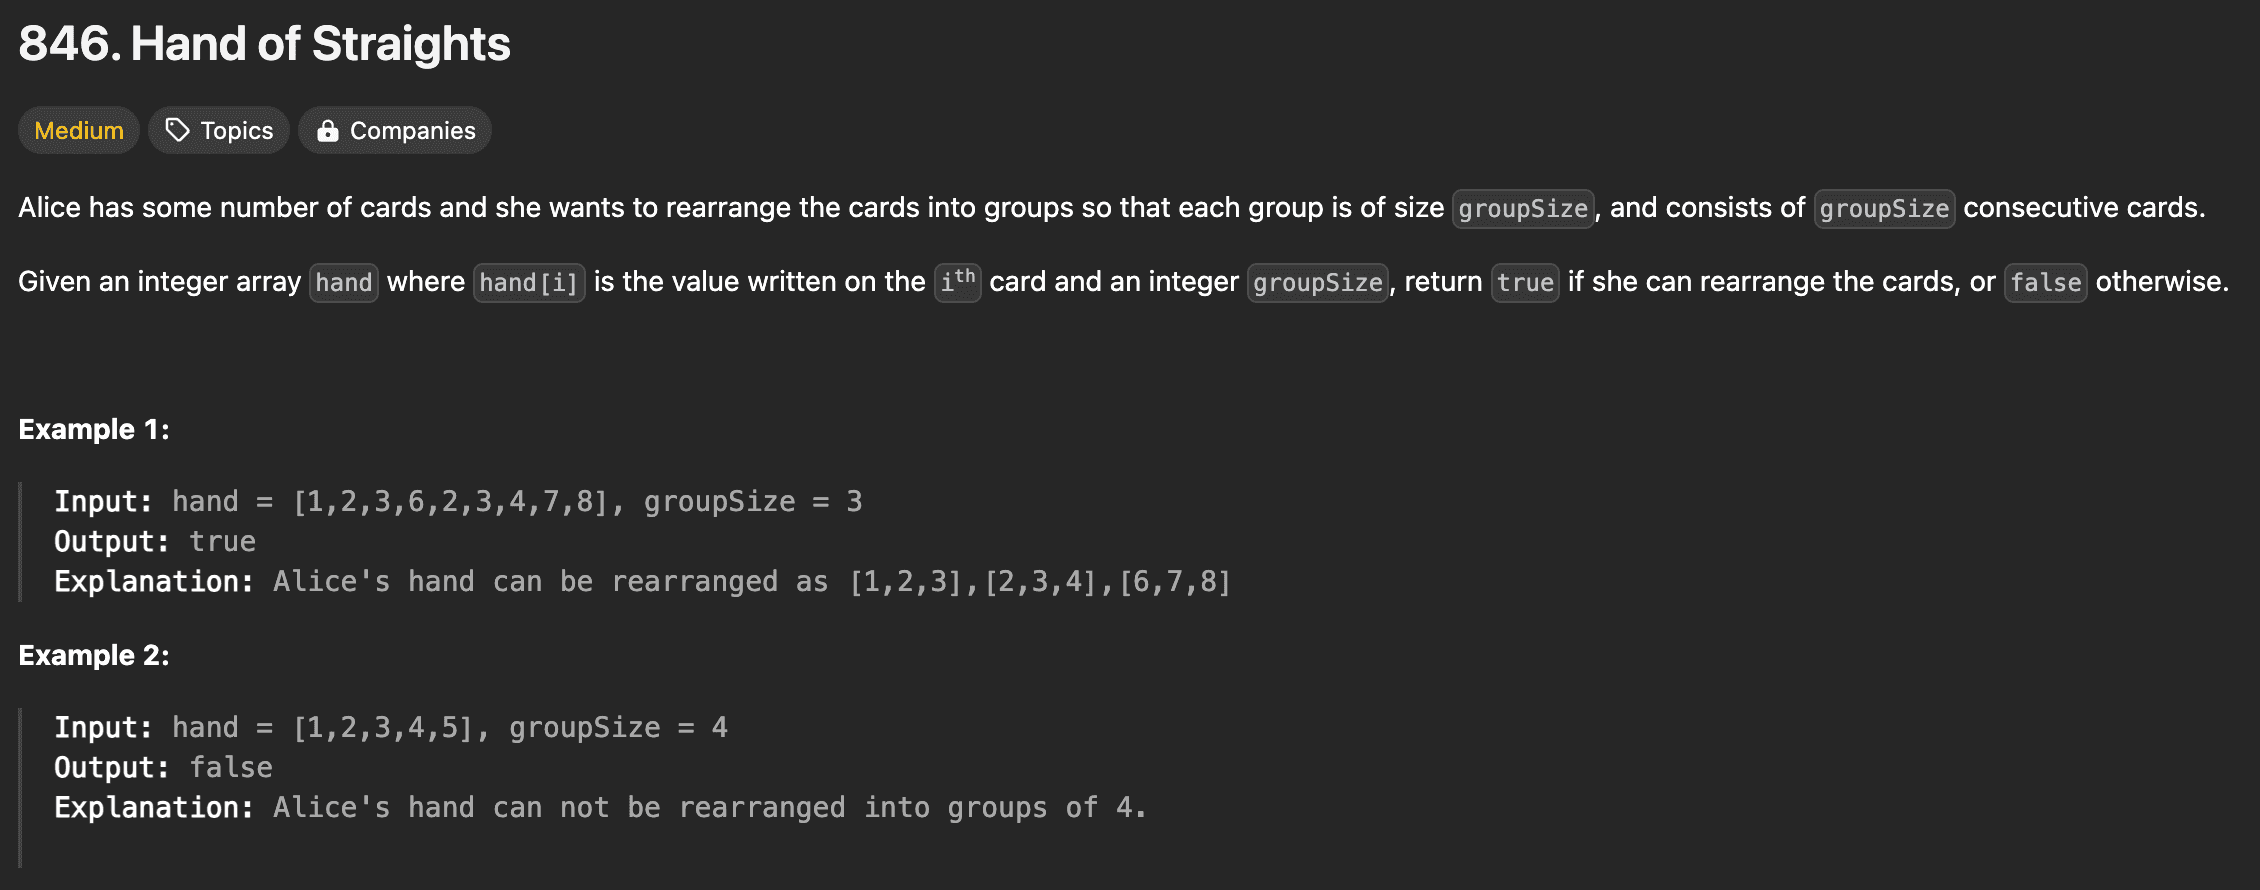 846. Hand of Straights
Medium Topics Companies
Alice has some number of cards and she wants to rearrange the cards into groups so that each group is of size groupSize, and consists of groupSize consecutive cards.
Given an integer array hand where hand[i] is the value written on the ith card and an integer groupSize, return true if she can rearrange the cards, or false otherwise.
Example 1:
Input: hand = [1,2,3,6,2,3,4,7,8], groupSize = 3
Output: true
Explanation: Alice's hand can be rearranged as [1,2,3],[2,3,4],[6,7,8]
Example 2:
Input: hand = [1,2,3,4,5], groupSize = 4
Output: false
Explanation: Alice's hand can not be rearranged into groups of 4.